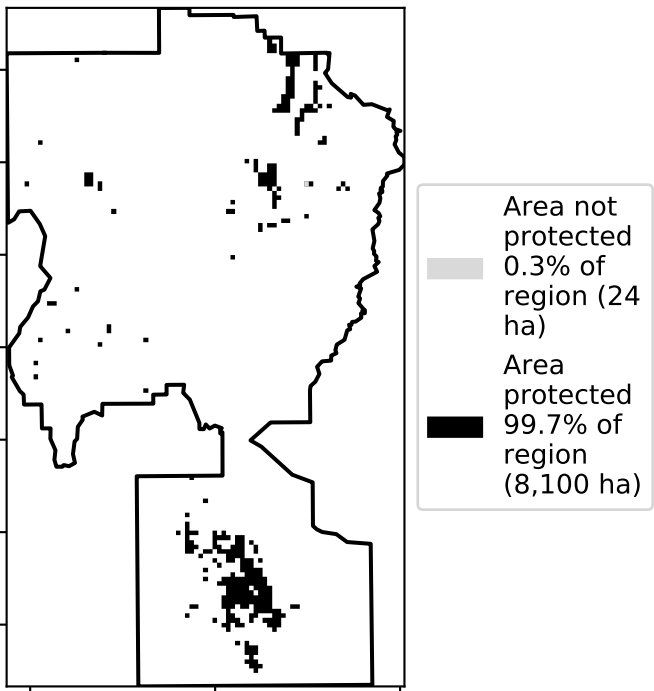 Area not
protected
0.3% of
region (24
ha)
Area
protected
99.7% of
region
(8,100 ha)